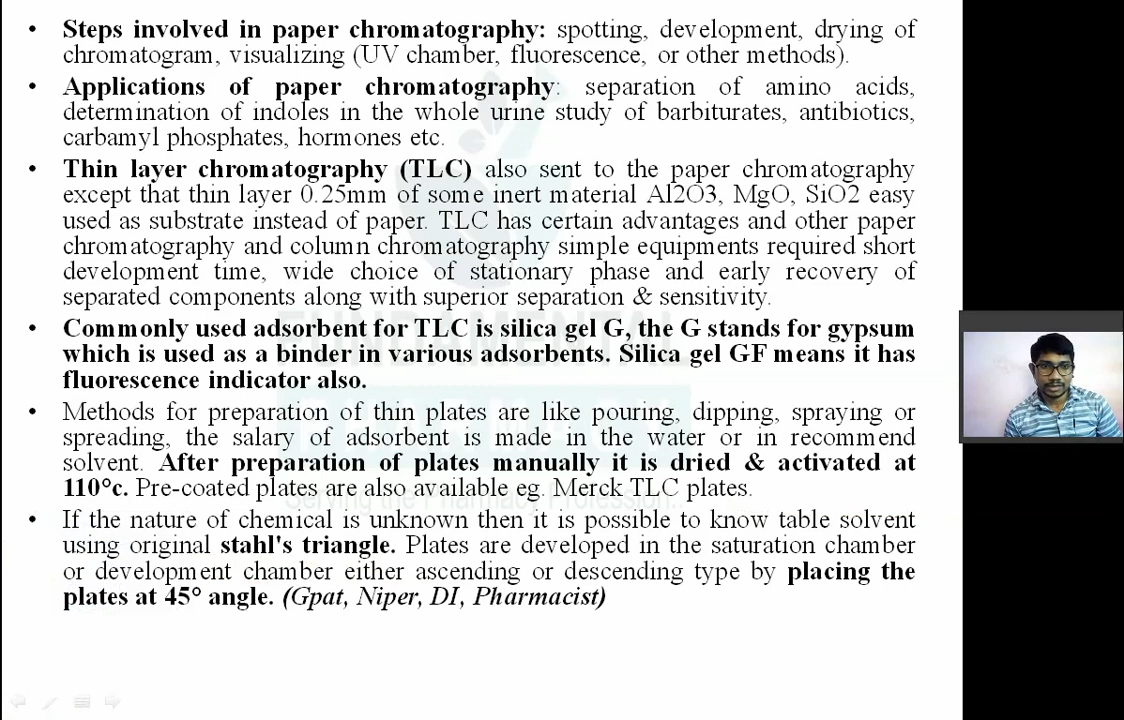 • Steps involved in paper chromatography: spotting, development, drying of
chromatogram, visualizing (UV chamber, fluorescence, or other methods).
• Applications of paper chromatography: separation of amino acids,
determination of indoles in the whole urine study of barbiturates, antibiotics,
carbamyl phosphates, hormones etc.
• Thin layer chromatography (TLC) also sent to the paper chromatography
except that thin layer 0.25mm of some inert material Al2O3, MgO, SiO2 easy
used as substrate instead of paper. TLC has certain advantages and other paper
chromatography and column chromatography simple equipments required short
development time, wide choice of stationary phase and early recovery of
separated components along with superior separation & sensitivity.
• Commonly used adsorbent for TLC is silica gel G, the G stands for gypsum
which is used as a binder in various adsorbents. Silica gel GF means it has
fluorescence indicator also.
• Methods for preparation of thin plates are like pouring, dipping, spraying or
spreading, the salary of adsorbent is made in the water or in recommend
solvent. After preparation of plates manually it is dried & activated at
110°c. Pre-coated plates are also available eg. Merck TLC plates.
• If the nature of chemical is unknown then it is possible to know table solvent
using original stahl's triangle. Plates are developed in the saturation chamber
or development chamber either ascending or descending type by placing the
plates at 45° angle. (Gpat, Niper, DI, Pharmacist)
FUNDAMENTAL
PHARMACY
Serving the Pharmacy Profession..